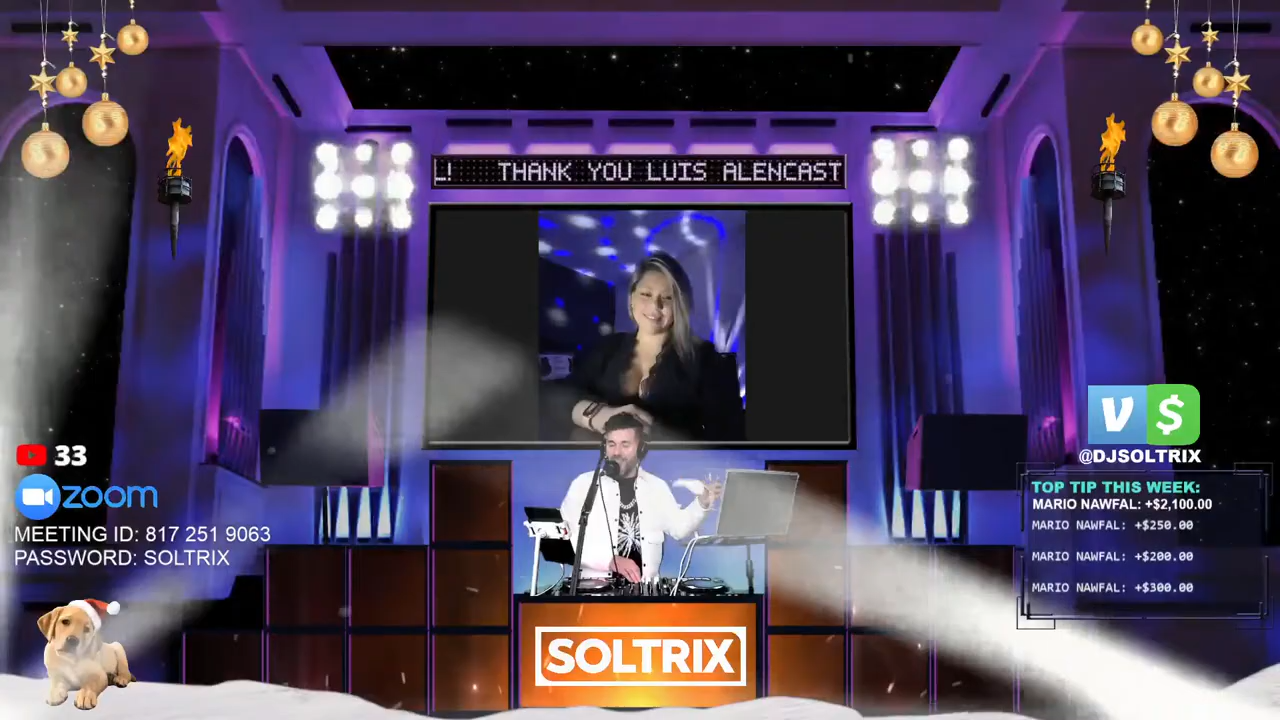 L! THANK YOU LUIS ALENCAST
33
zoom
MEETING ID: 817 251 9063
PASSWORD: SOLTRIX
V $
@DJSOLTRIX
TOP TIP THIS WEEK:
MARIO NAWFAL: +$2,100.00
MARIO NAWFAL: +$250.00
MARIO NAWFAL: +$200.00
MARIO NAWFAL: +$300.00
SOLTRIX